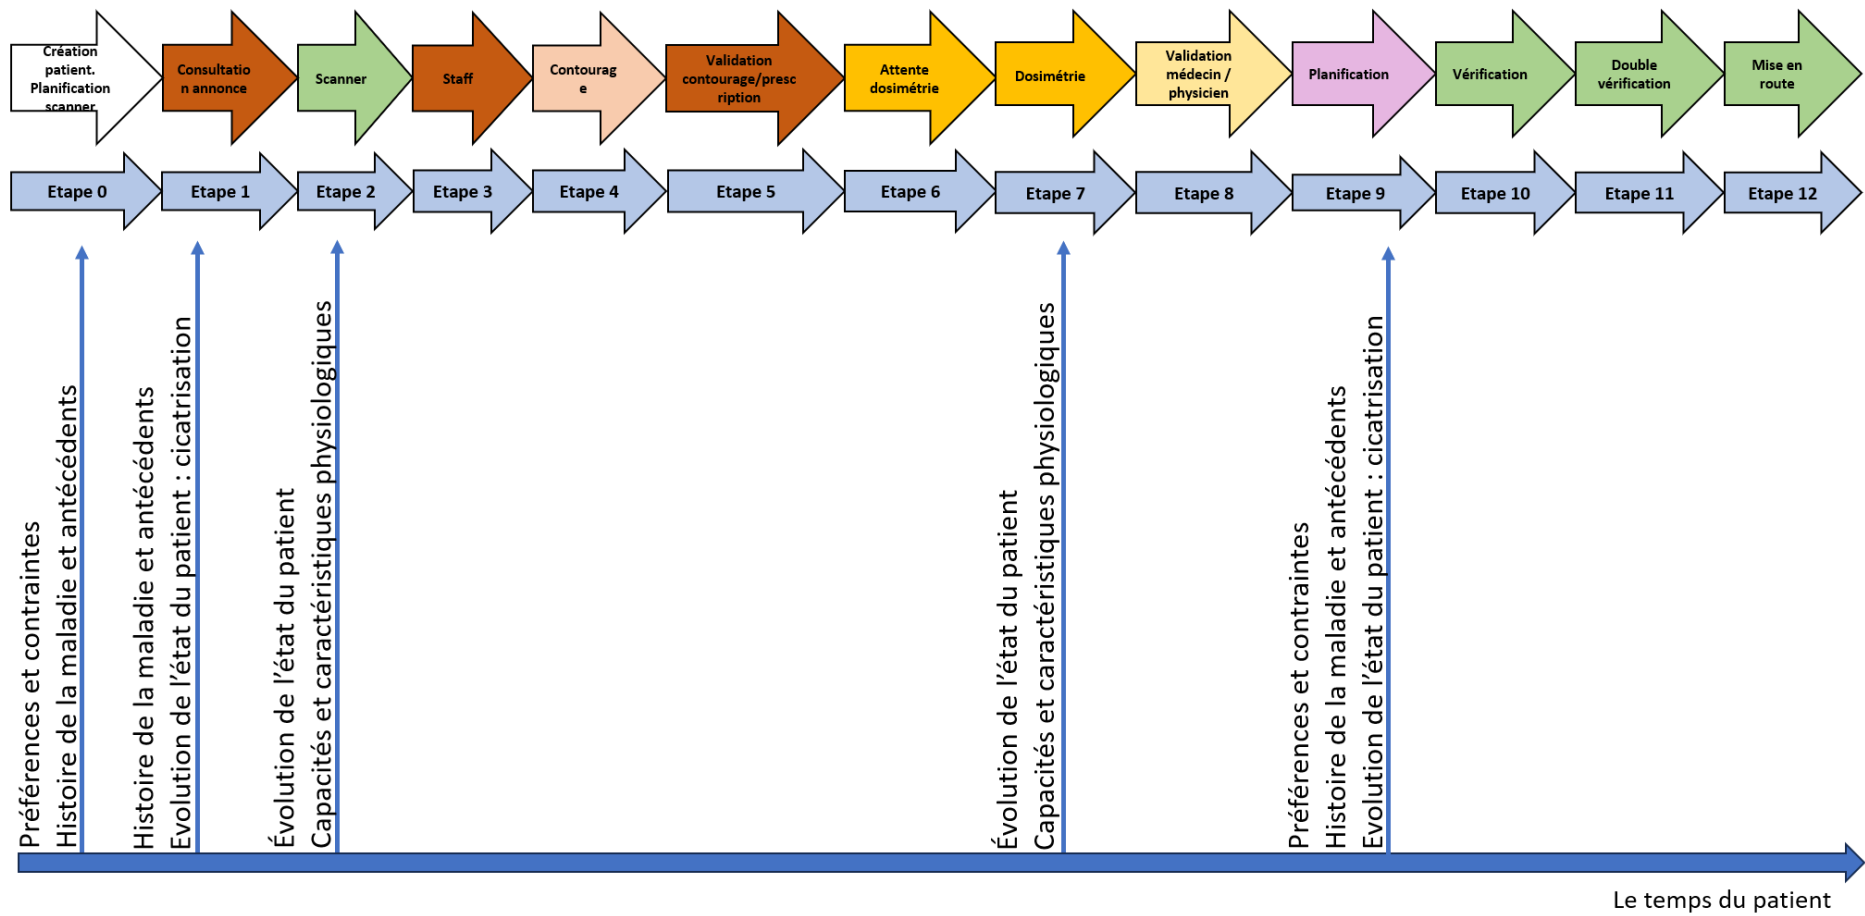 Création
patient.
Planification
scanner
Consultatio
n annonce
Scanner
Staff
Contourag
e
Validation
contourage/presc
ription
Attente
dosimétrie
Dosimétrie
Validation
médecin /
physicien
Planification
Vérification
Double
vérification
Mise en
route
Etape 0
Etape 1
Etape 2
Etape 3
Etape 4
Etape 5
Etape 6
Etape 7
Etape 8
Etape 9
Etape 10
Etape 11
Etape 12
Préférences et contraintes
Histoire de la maladie et antécédents
Histoire de la maladie et antécédents
Evolution de l’état du patient : cicatrisation
Évolution de l’état du patient
Capacités et caractéristiques physiologiques
Évolution de l’état du patient
Capacités et caractéristiques physiologiques
Préférences et contraintes
Histoire de la maladie et antécédents
Evolution de l’état du patient : cicatrisation
Le temps du patient